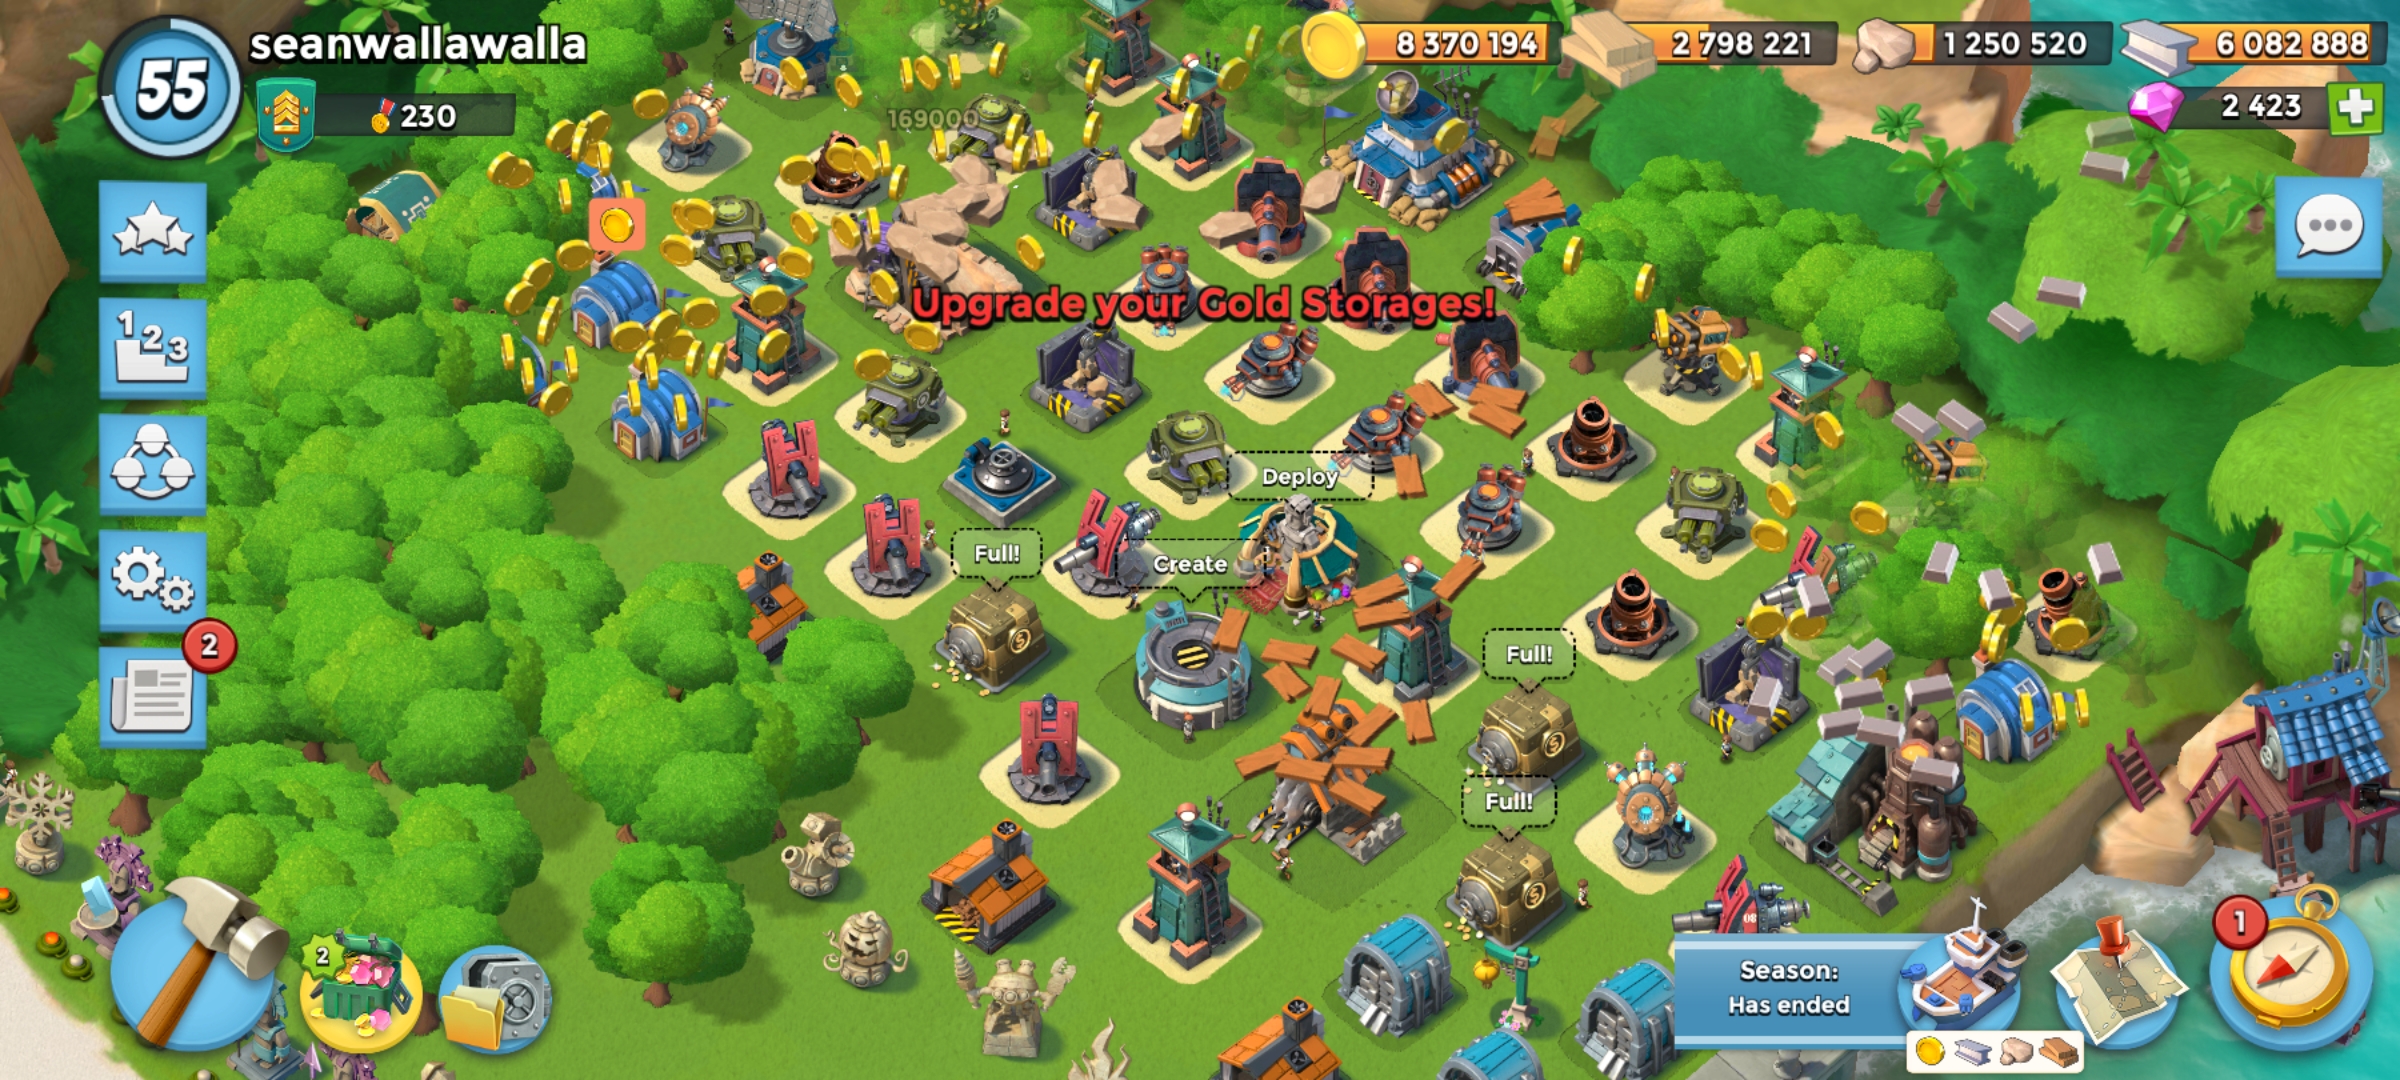 55
seanwallawalla
230
8 370 194
2 798 221
1 250 520
6 082 888
2 423
169000
Upgrade your Gold Storages!
123
Deploy
Full!
Create
Full!
2
Full!
2
Season:
Has ended
1